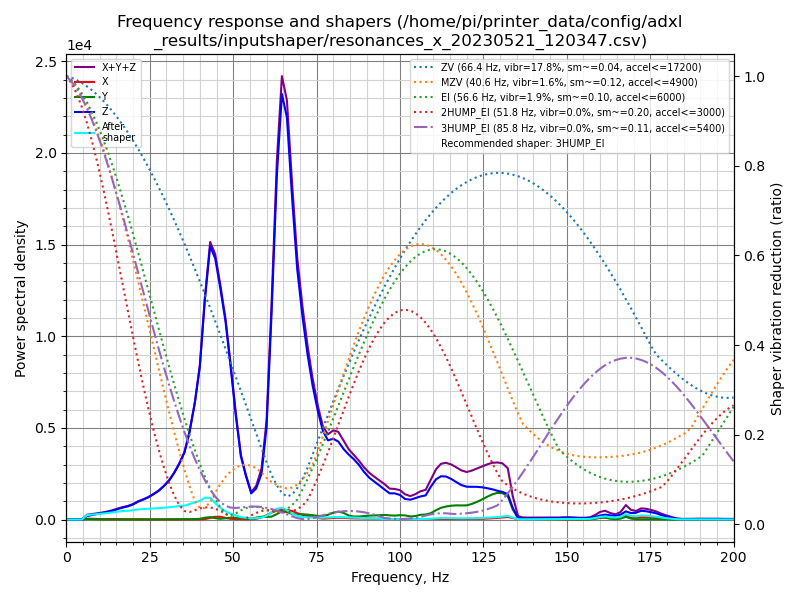 Frequency response and shapers (/home/pi/printer_data/config/adxl
_results/inputshaper/resonances_x_20230521_120347.csv)
1e4
X+Y+Z
X
Y
Z
After
shaper
ZV (66.4 Hz, vibr=17.8%, sm~=0.04, accel<=17200)
MZV (40.6 Hz, vibr=1.6%, sm~=0.12, accel<=4900)
EI (56.6 Hz, vibr=1.9%, sm~=0.10, accel<=6000)
2HUMP_EI (51.8 Hz, vibr=0.0%, sm~=0.20, accel<=3000)
3HUMP_EI (85.8 Hz, vibr=0.0%, sm~=0.11, accel<=5400)
Recommended shaper: 3HUMP_EI
2.5
2.0
1.5
1.0
0.5
0.0
Power spectral density
1.0
0.8
0.6
0.4
0.2
0.0
Shaper vibration reduction (ratio)
0 25 50 75 100 125 150 175 200
Frequency, Hz